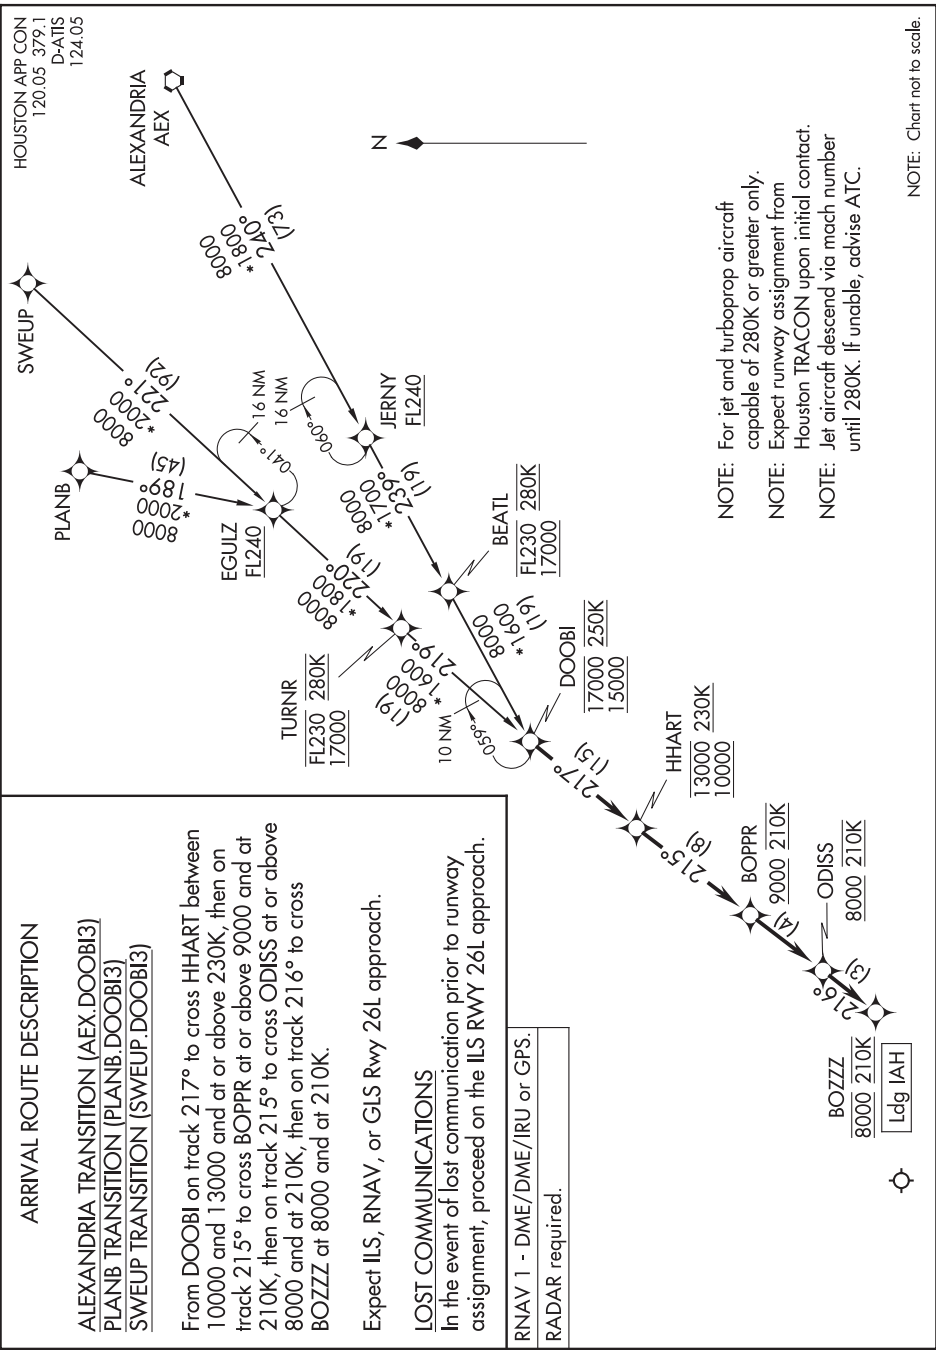 HOUSTON APP CON
120.05 379.1
D-ATIS
124.05
ARRIVAL ROUTE DESCRIPTION
ALEXANDRIA TRANSITION (AEX.DOOBI3)
PLANB TRANSITION (PLANB.DOOBI3)
SWEUP TRANSITION (SWEUP.DOOBI3)
From DOOBI on track 217° to cross HHART between
10000 and 13000 and at or above 230K, then on
track 215° to cross BOPPR at or above 9000 and at
210K, then on track 215° to cross ODISS at or above
8000 and at 210K, then on track 216° to cross
BOZZZ at 8000 and at 210K.
Expect ILS, RNAV, or GLS Rwy 26L approach.
LOST COMMUNICATIONS
In the event of lost communication prior to runway
assignment, proceed on the ILS RWY 26L approach.
RNAV 1 - DME/DME/IRU or GPS.
RADAR required.
SWEUP
8000
*2000
221°
(92)
PLANB
8000
*2000
189°
(45)
EGULZ
FL240
16 NM
041°
ALEXANDRIA
AEX
8000
*1800
240°
(73)
16 NM
060°
JERNY
FL240
N
8000
*1800
220°
(19)
8000
*1700
239°
(19)
TURNR
FL230 280K
17000
BEATL
FL230 280K
17000
(19)
8000
*1600
219°
8000
*1600
(19)
10 NM
059°
DOOBI
17000 250K
15000
217°
(15)
HHART
13000 230K
10000
215°
(8)
BOPPR
9000 210K
(4)
ODISS
8000 210K
216°
(3)
BOZZZ
8000 210K
Ldg IAH
NOTE: For jet and turboprop aircraft
capable of 280K or greater only.
NOTE: Expect runway assignment from
Houston TRACON upon initial contact.
NOTE: Jet aircraft descend via mach number
until 280K. If unable, advise ATC.
NOTE: Chart not to scale.